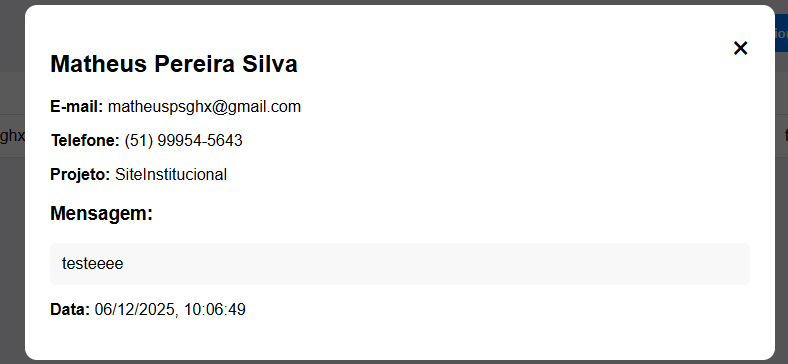 Matheus Pereira Silva
E-mail: matheuspsghx@gmail.com
Telefone: (51) 99954-5643
Projeto: SiteInstitucional
Mensagem:
testeeee
Data: 06/12/2025, 10:06:49